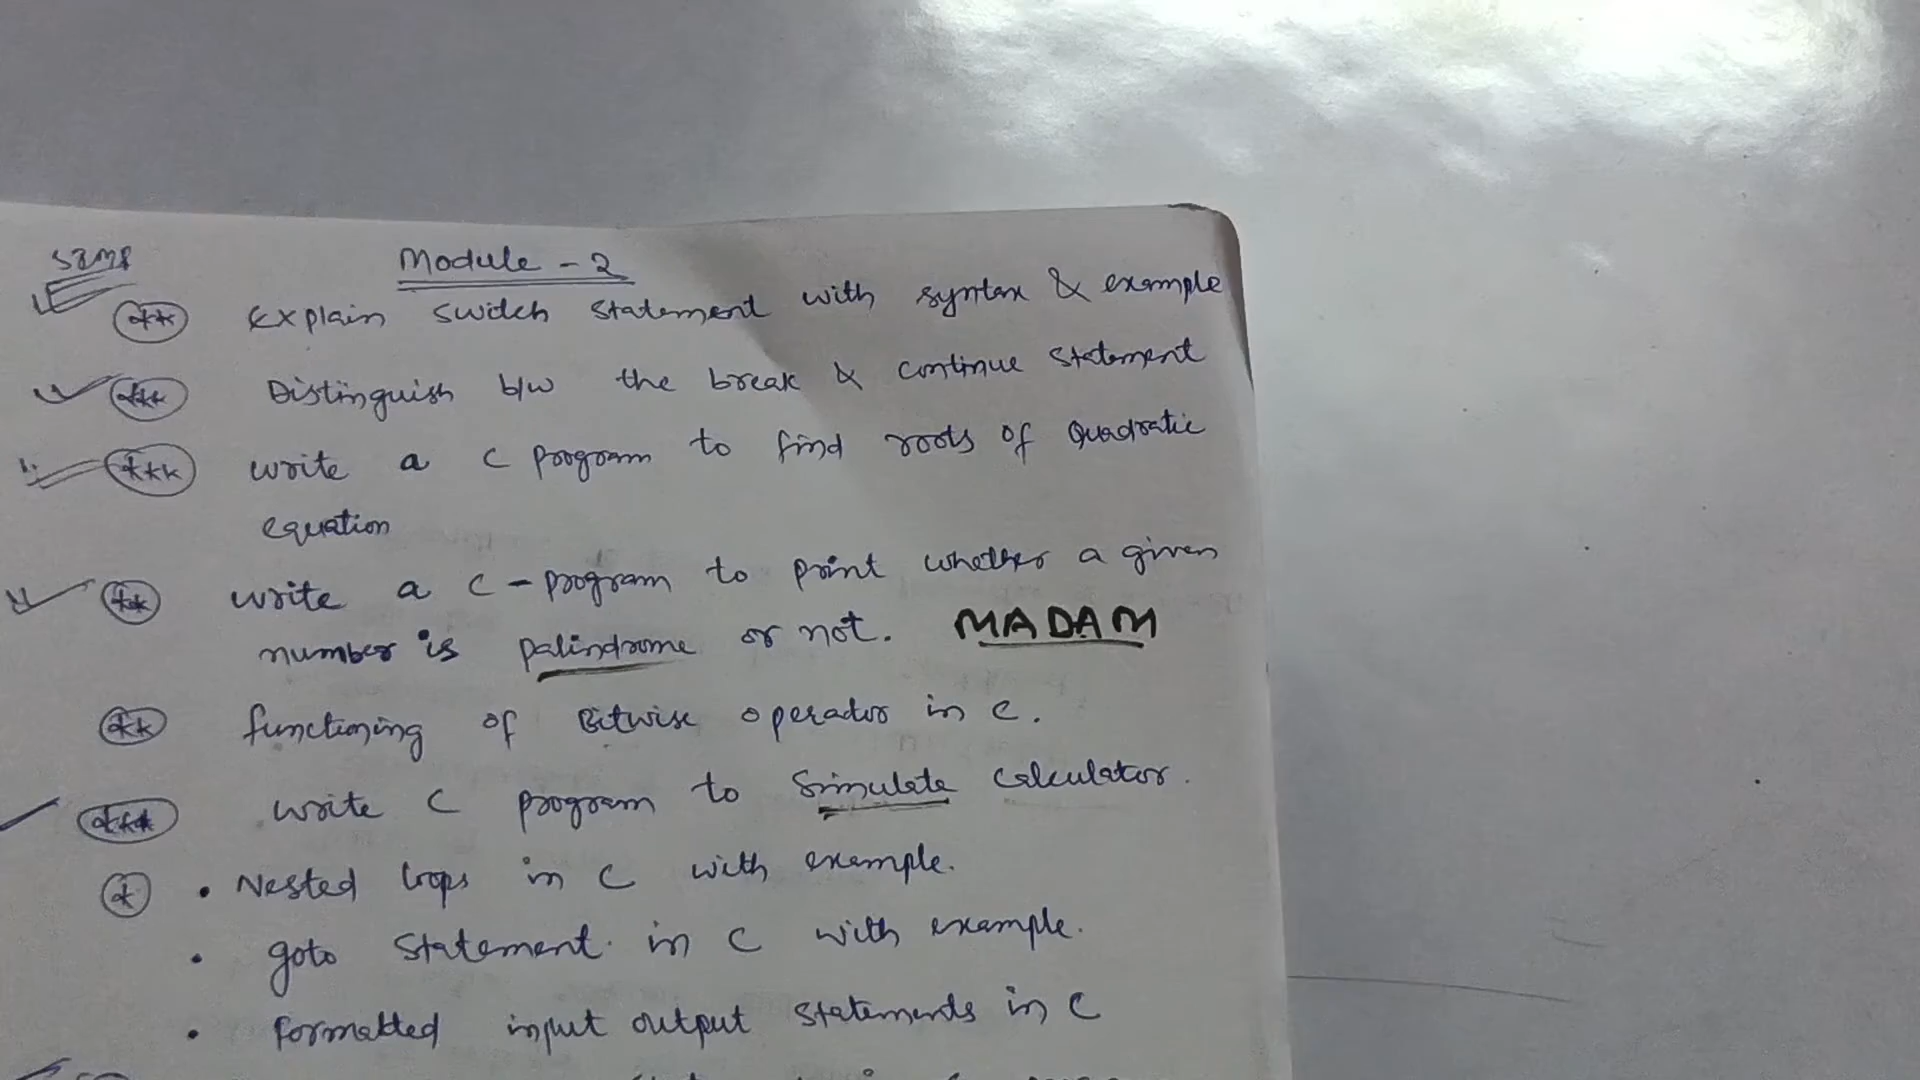 Module - 2
** Explain switch statement with syntax & example
*** Distinguish b/w the break & continue statement
*** write a C program to find roots of Quadratic
equation
** write a C - program to print whether a given
number is palindrome or not. MADAM
** functioning of Bitwise operator in C.
*** write C program to Simulate Calculator.
* • Nested loops in C with example.
• goto statement in C with example.
• formatted input output statements in C